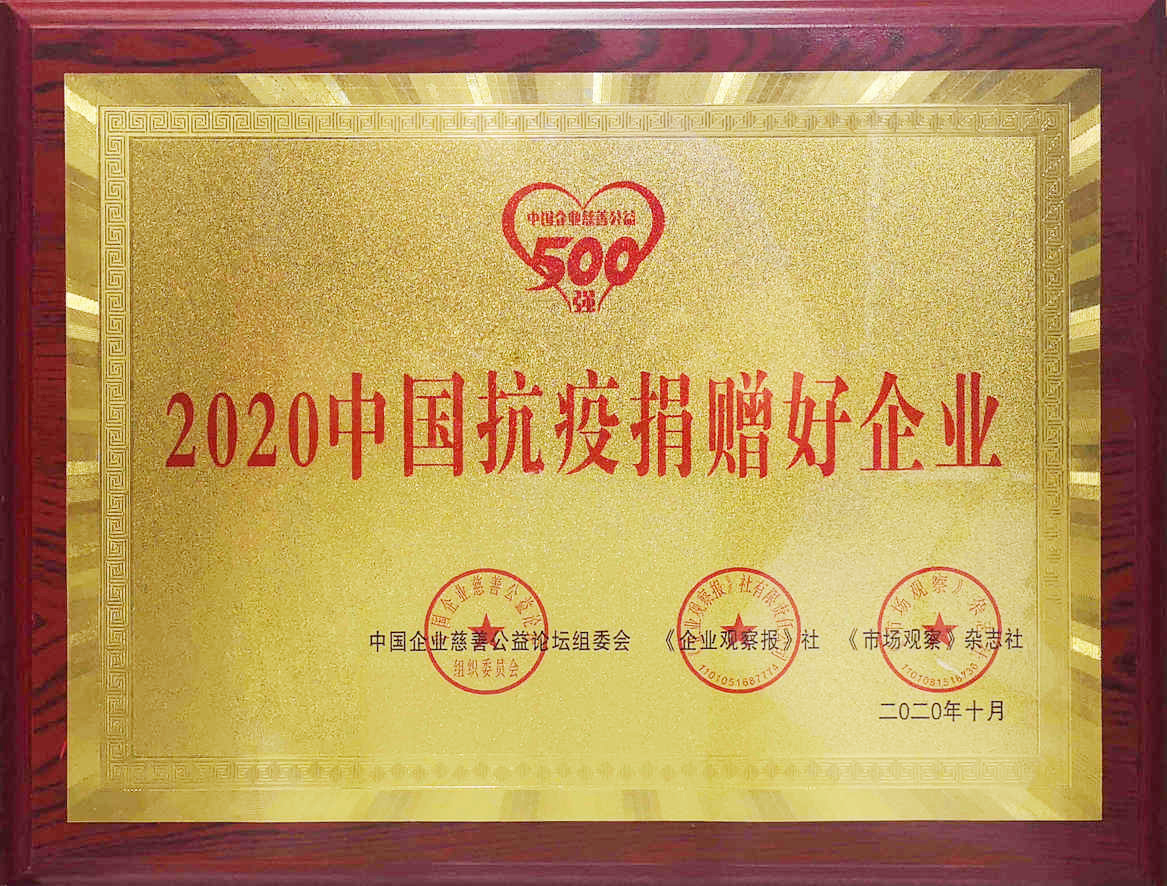 中国企业慈善公益
500
强
2020中国抗疫捐赠好企业
中国企业慈善公益论坛组委会 《企业观察报》社 《市场观察》杂志社
组织委员会
二〇二〇年十月